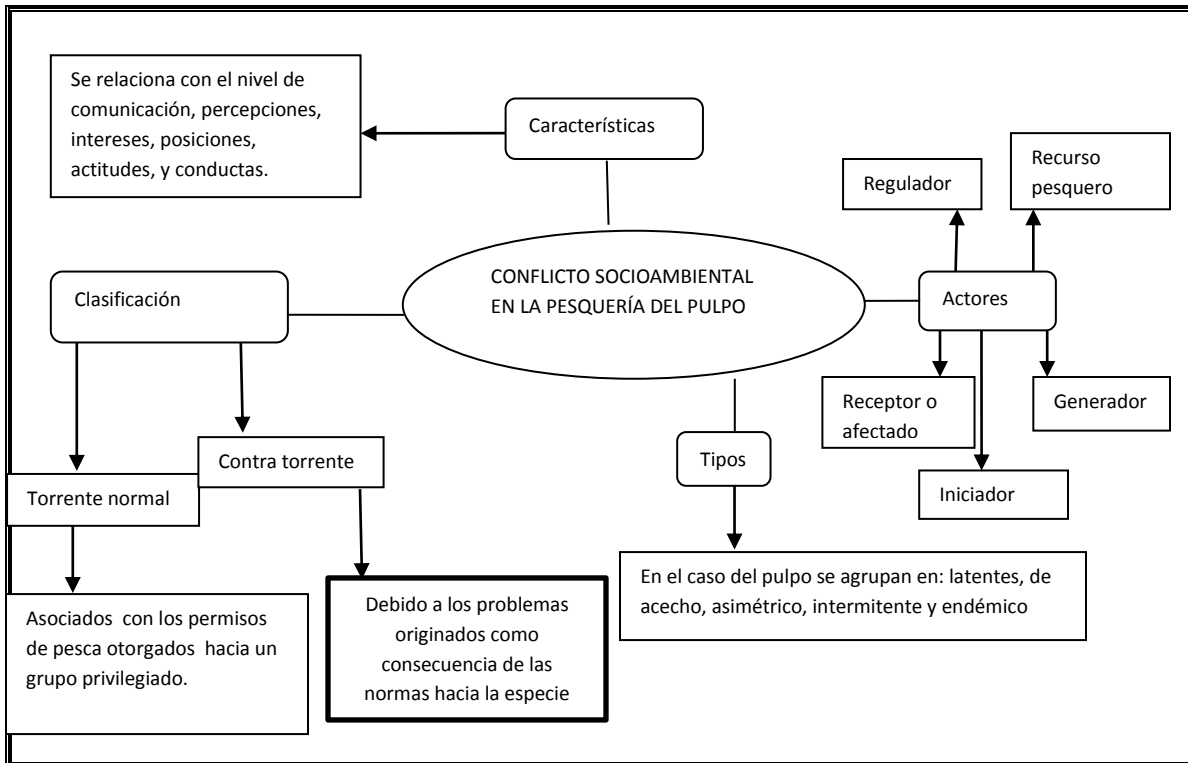 Se relaciona con el nivel de
comunicación, percepciones,
intereses, posiciones,
actitudes, y conductas.
Características
Regulador
Recurso
pesquero
CONFLICTO SOCIOAMBIENTAL
EN LA PESQUERÍA DEL PULPO
Clasificación
Actores
Receptor o
afectado
Generador
Contra torrente
Tipos
Torrente normal
Iniciador
En el caso del pulpo se agrupan en: latentes, de
acecho, asimétrico, intermitente y endémico
Asociados con los permisos
de pesca otorgados hacia un
grupo privilegiado.
Debido a los problemas
originados como
consecuencia de las
normas hacia la especie